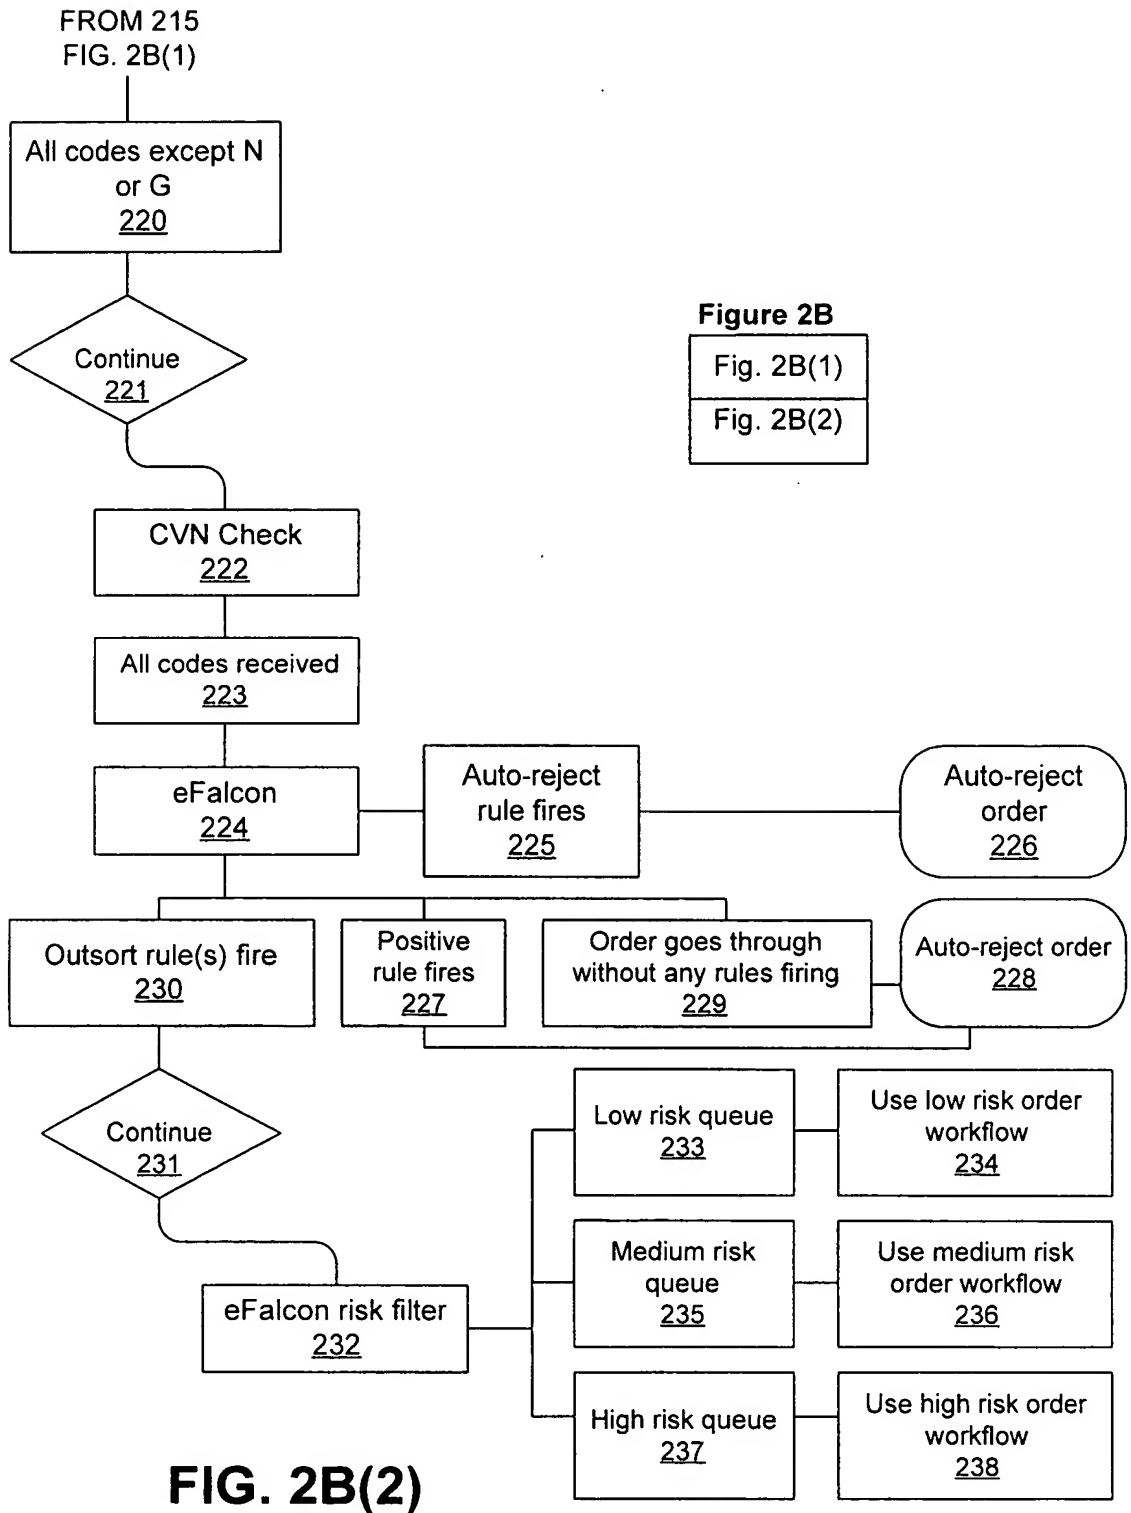 FROM 215
FIG. 2B(1)
All codes except N
or G
220
Continue
221
Figure 2B
Fig. 2B(1)
Fig. 2B(2)
CVN Check
222
All codes received
223
eFalcon
224
Auto-reject
rule fires
225
Auto-reject
order
226
Outsort rule(s) fire
230
Positive
rule fires
227
Order goes through
without any rules firing
229
Auto-reject order
228
Continue
231
Low risk queue
233
Use low risk order
workflow
234
Medium risk
queue
235
Use medium risk
order workflow
236
eFalcon risk filter
232
High risk queue
237
Use high risk order
workflow
238
FIG. 2B(2)